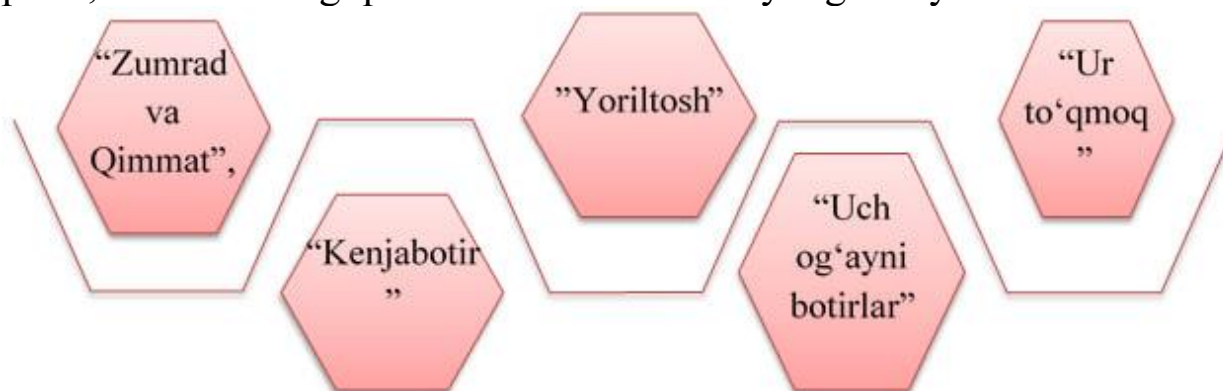 “Zumrad
va
Qimmat”,
“Kenjabotir
”
”Yoriltosh”
“Uch
og‘ayni
botirlar”
“Ur
to‘qmoq
”